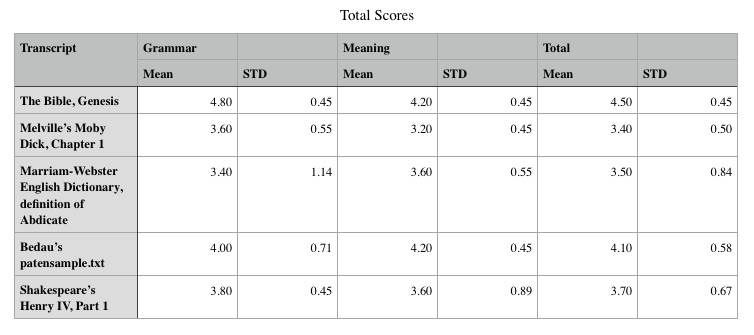 Total Scores
Transcript Grammar Meaning Total
Mean STD Mean STD Mean STD
The Bible, Genesis 4.80 0.45 4.20 0.45 4.50 0.45
Melville's Moby 3.60 0.55 3.20 0.45 3.40 0.50
Dick, Chapter 1
Marriam-Webster 3.40 1.14 3.60 0.55 3.50 0.84
English Dictionary,
definition of
Abdicate
Bedau's 4.00 0.71 4.20 0.45 4.10 0.58
patensample.txt
Shakespeare's 3.80 0.45 3.60 0.89 3.70 0.67
Henry IV, Part 1